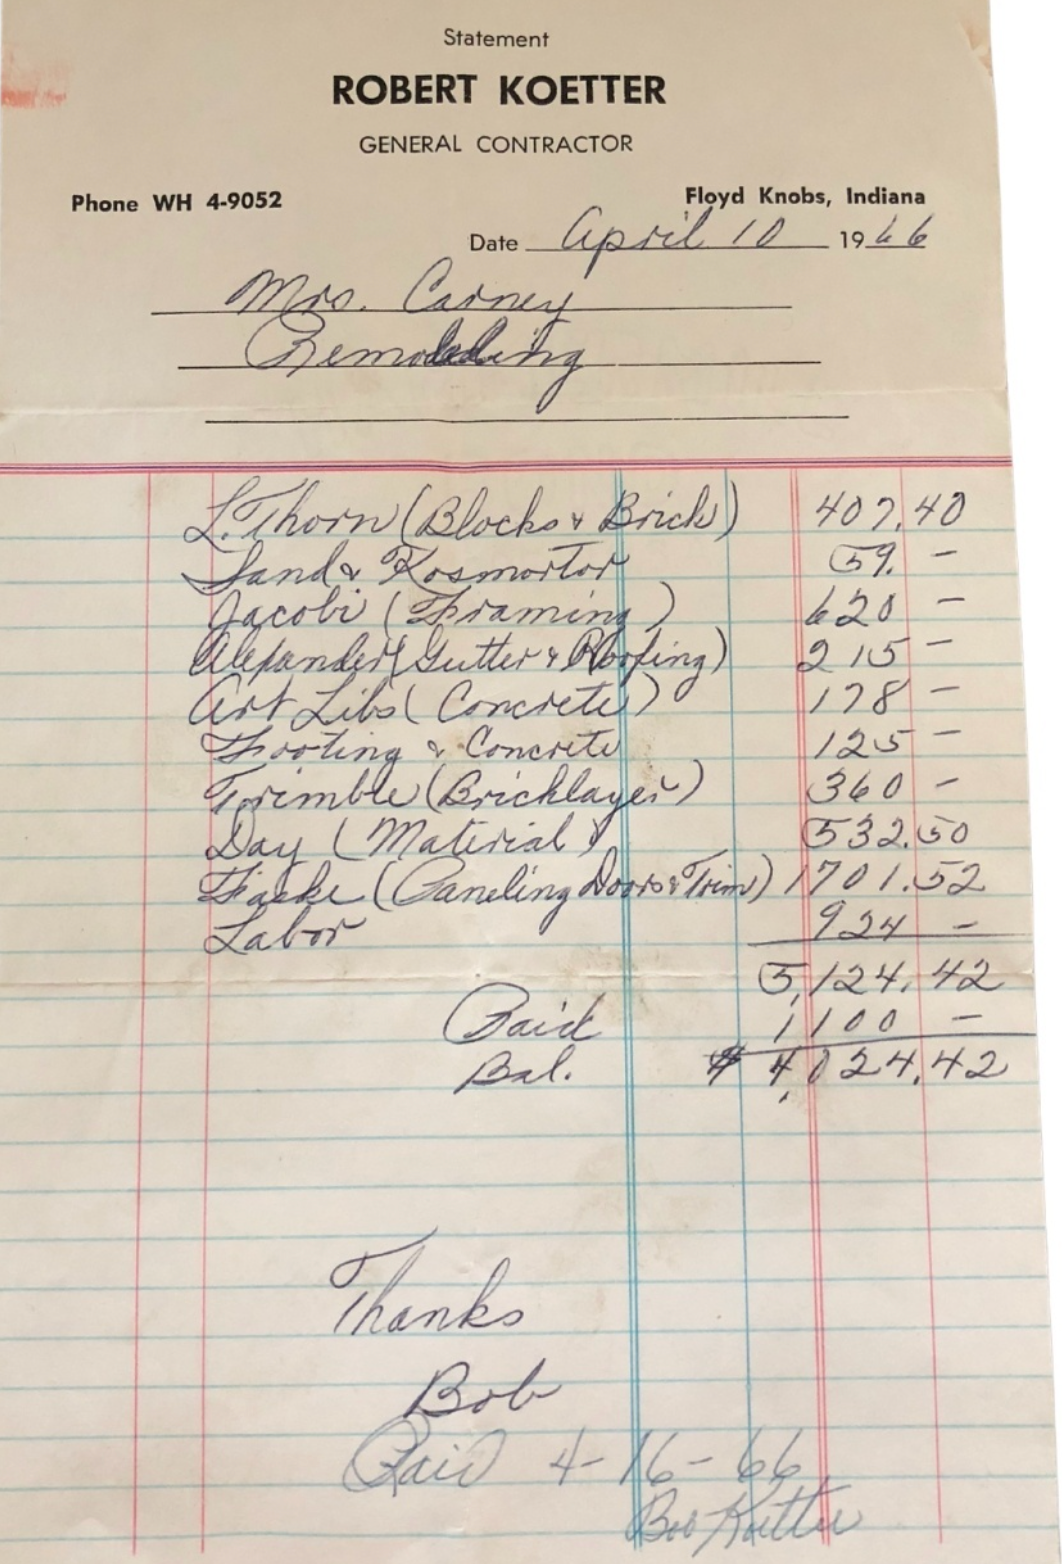 Statement
ROBERT KOETTER
GENERAL CONTRACTOR
Phone WH 4-9052 Floyd Knobs, Indiana
Date April 10 1966
Mrs. Carney
Remodeling
L. Thorn (Blocks & Brick) 407.40
Sand & Kosmortor 59. –
Jacobi (Framing) 620 –
Alexander (Gutter & Roofing) 215 –
Art Libs (Concrete) 178 –
Footing & Concrete 125 –
Trimble (Bricklayer) 360 –
Day (Material) 532.50
(Paneling Doors & Trim) 1701.52
Labor 924 –
5,124.42
Paid 1,100 –
Bal. $ 4,024.42
Thanks
Bob
Paid 4-16-66
Bob Koetter